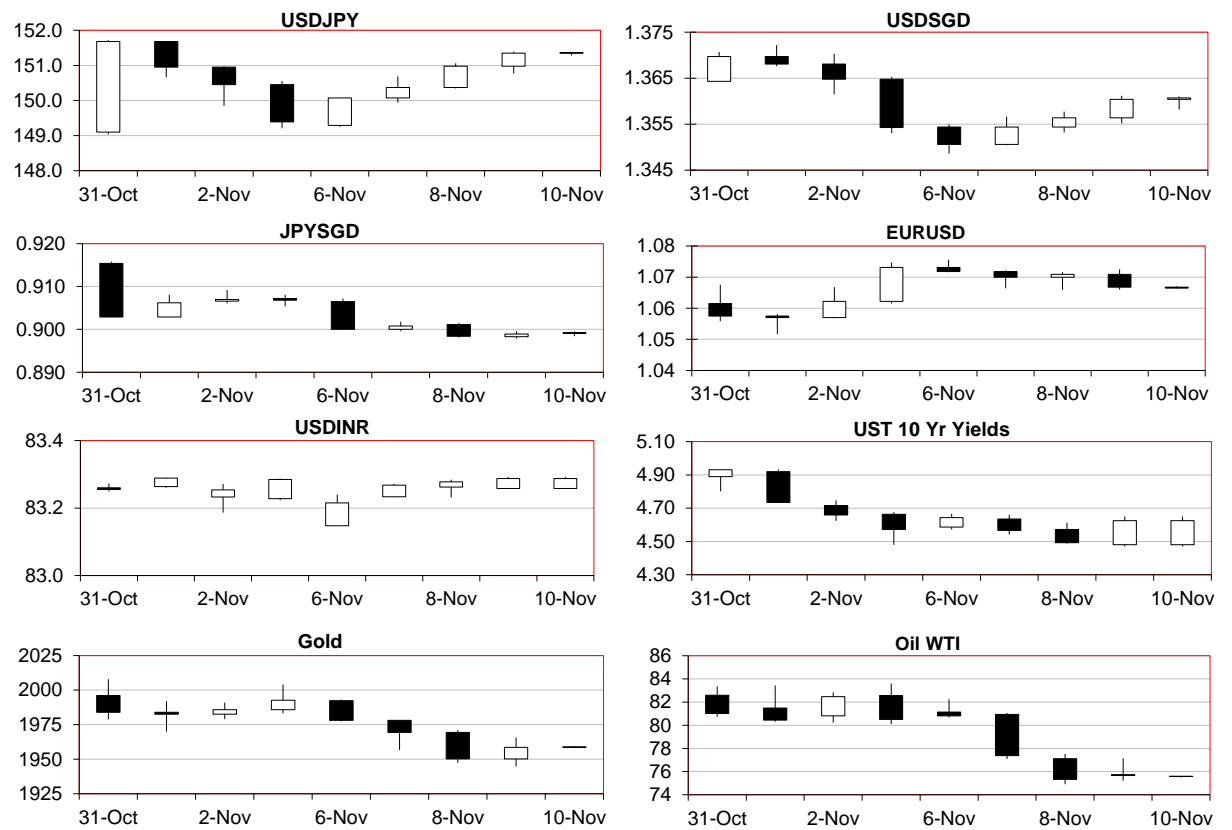 USDJPY
152.0
151.0
150.0
149.0
148.0
31-Oct 2-Nov 6-Nov 8-Nov 10-Nov
USDSGD
1.375
1.365
1.355
1.345
31-Oct 2-Nov 6-Nov 8-Nov 10-Nov
JPYSGD
0.920
0.910
0.900
0.890
31-Oct 2-Nov 6-Nov 8-Nov 10-Nov
EURUSD
1.08
1.07
1.06
1.05
1.04
31-Oct 2-Nov 6-Nov 8-Nov 10-Nov
USDINR
83.4
83.2
83.0
31-Oct 2-Nov 6-Nov 8-Nov 10-Nov
UST 10 Yr Yields
5.10
4.90
4.70
4.50
4.30
31-Oct 2-Nov 6-Nov 8-Nov 10-Nov
Gold
2025
2000
1975
1950
1925
31-Oct 2-Nov 6-Nov 8-Nov 10-Nov
Oil WTI
86
84
82
80
78
76
74
31-Oct 2-Nov 6-Nov 8-Nov 10-Nov